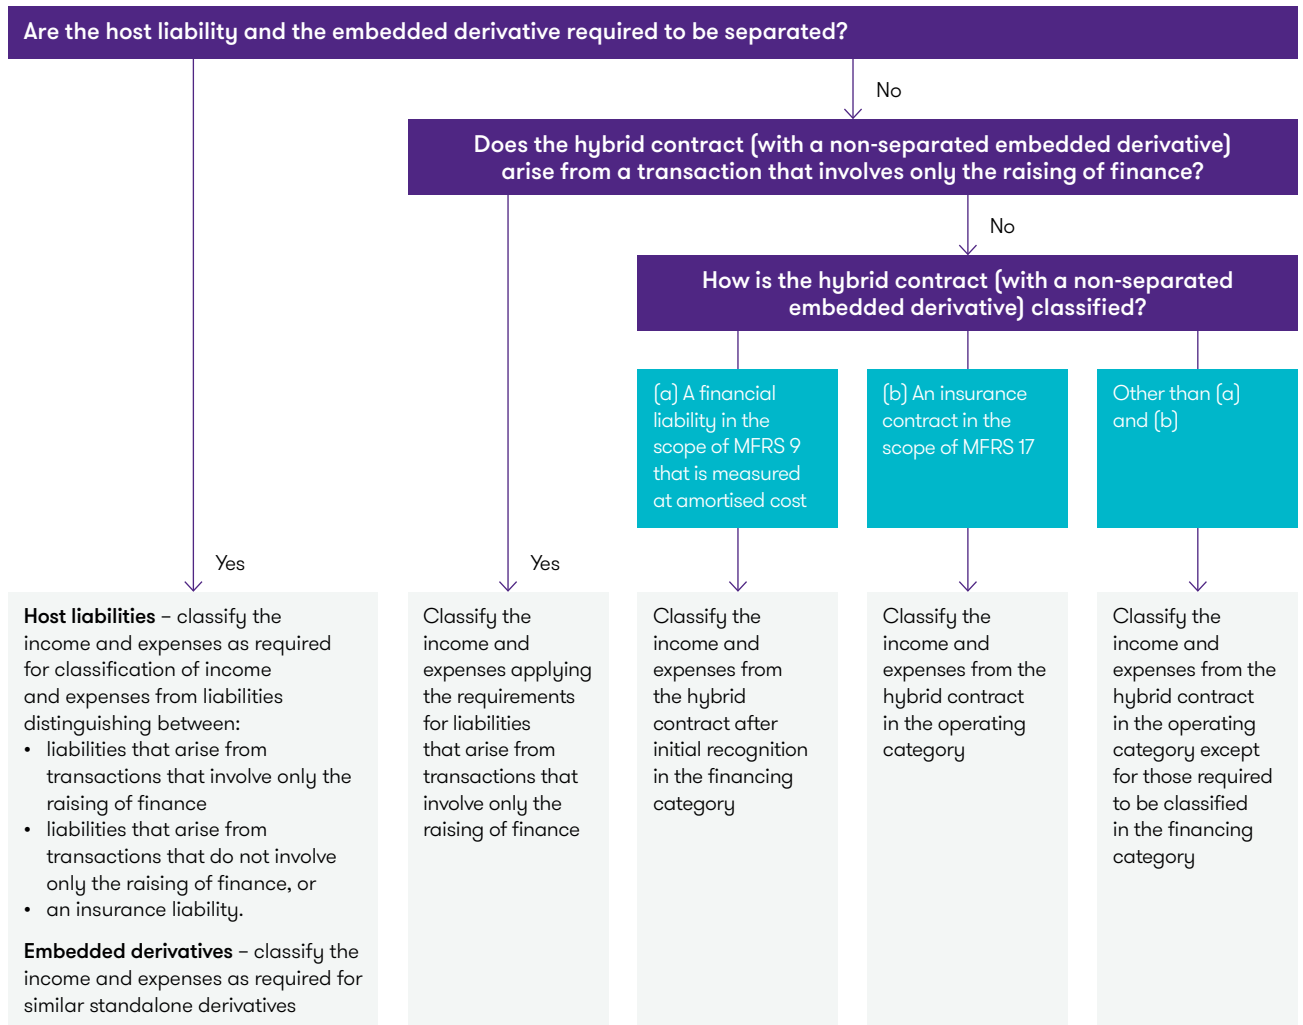 Are the host liability and the embedded derivative required to be separated?
No
Does the hybrid contract (with a non-separated embedded derivative)
arise from a transaction that involves only the raising of finance?
No
How is the hybrid contract (with a non-separated
embedded derivative) classified?
(a) A financial
liability in the
scope of MFRS 9
that is measured
at amortised cost
(b) An insurance
contract in the
scope of MFRS 17
Other than (a)
and (b)
Yes
Yes
Host liabilities – classify the
income and expenses as required
for classification of income
and expenses from liabilities
distinguishing between:
• liabilities that arise from
transactions that involve only the
raising of finance
• liabilities that arise from
transactions that do not involve
only the raising of finance, or
• an insurance liability.
Embedded derivatives – classify the
income and expenses as required for
similar standalone derivatives
Classify the
income and
expenses applying
the requirements
for liabilities
that arise from
transactions that
involve only the
raising of finance
Classify the
income and
expenses from
the hybrid
contract after
initial recognition
in the financing
category
Classify the
income and
expenses from the
hybrid contract
in the operating
category
Classify the
income and
expenses from the
hybrid contract
in the operating
category except
for those required
to be classified
in the financing
category